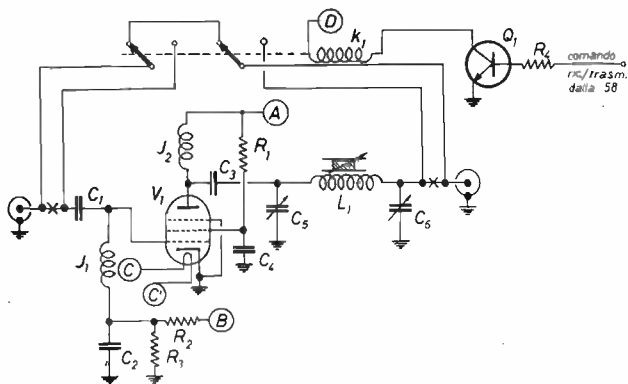 D
K₁
Q₁
R₄
comando
ric/trasm.
dalla 58
A
J₂
R₁
C₃
V₁
C₁
L₁
C₅
C₆
J₁
C
C'
C₄
B
R₂
C₂
R₃